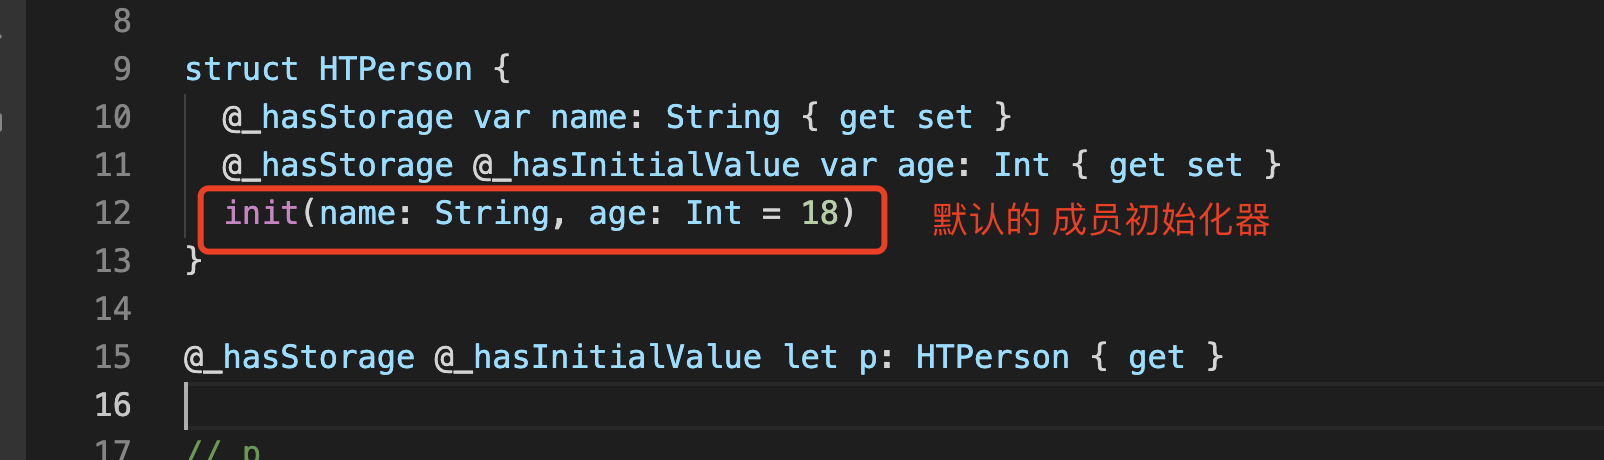 8
9 struct HTPerson {
10 @_hasStorage var name: String { get set }
11 @_hasStorage @_hasInitialValue var age: Int { get set }
12 init(name: String, age: Int = 18) 默认的 成员初始化器
13 }
14
15 @_hasStorage @_hasInitialValue let p: HTPerson { get }
16
17 // p